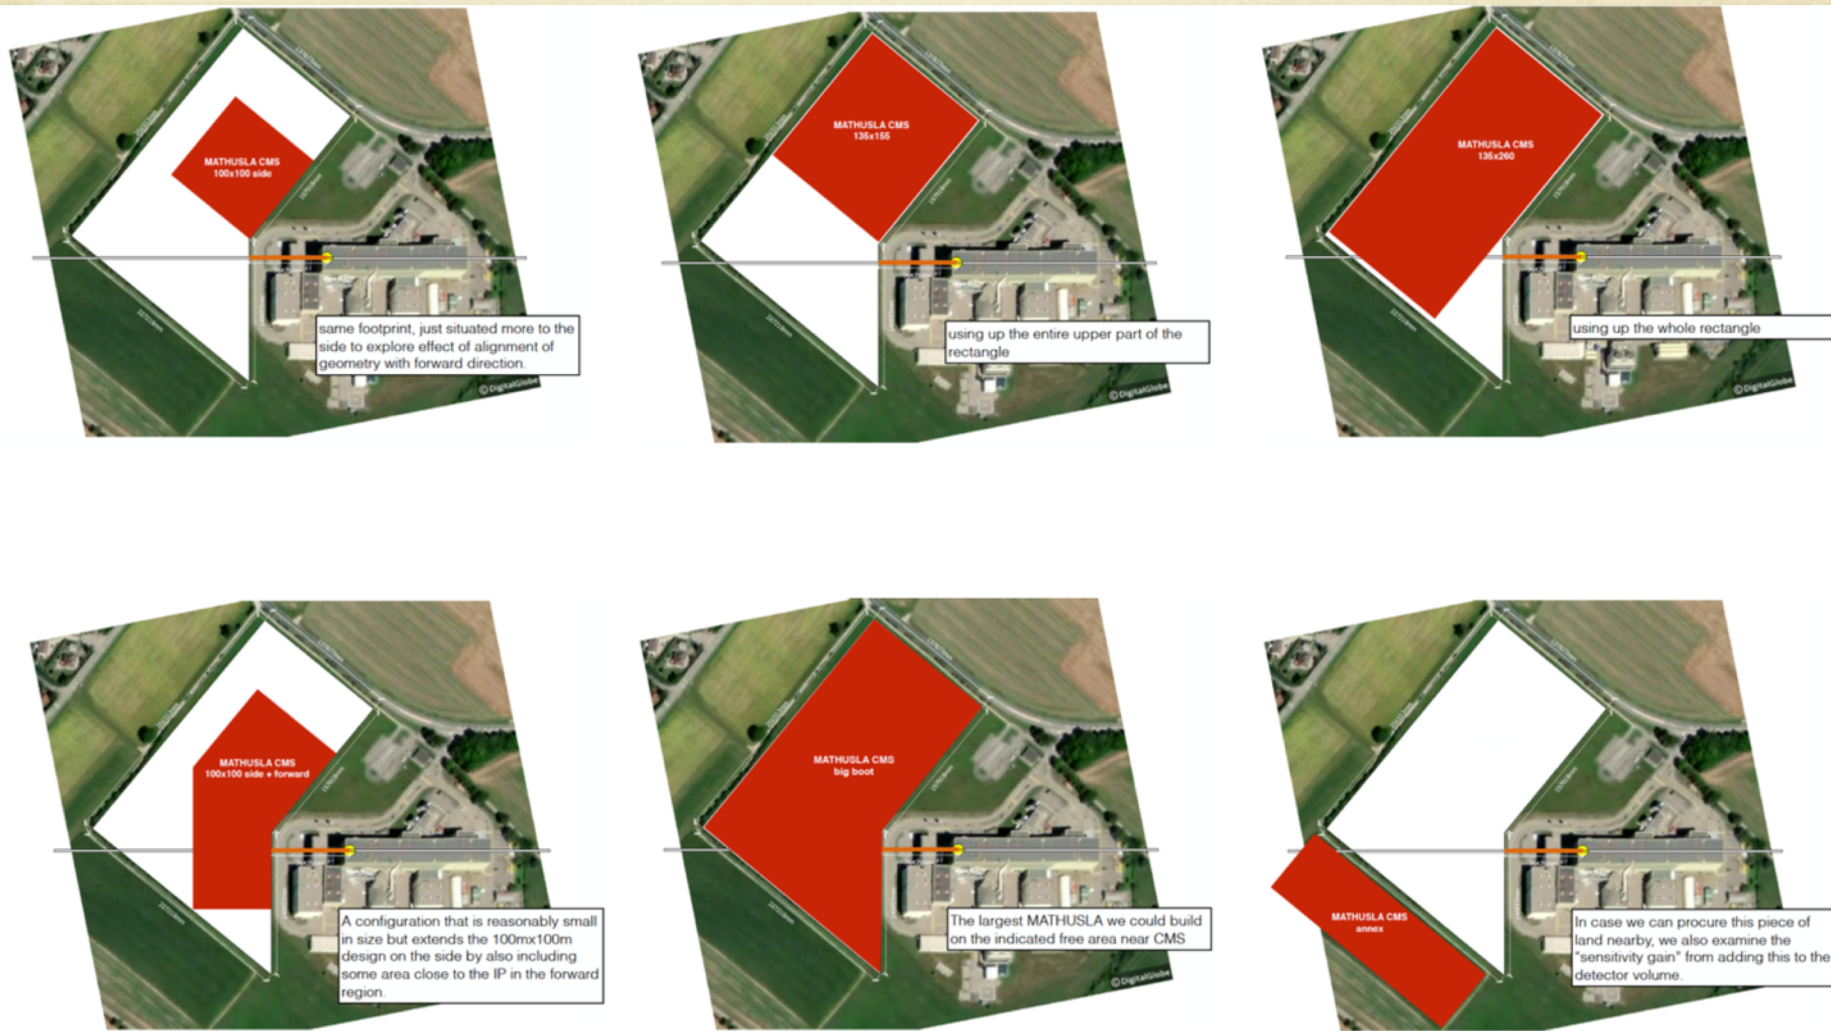 MATHUSLA CMS
100x100 side
same footprint, just situated more to the
side to explore effect of alignment of
geometry with forward direction.
©DigitalGlobe
MATHUSLA CMS
135x155
using up the entire upper part of the
rectangle
©DigitalGlobe
MATHUSLA CMS
135x260
using up the whole rectangle
©DigitalGlobe
MATHUSLA CMS
100x100 side + forward
A configuration that is reasonably small
in size but extends the 100mx100m
design on the side by also including
some area close to the IP in the forward
region.
MATHUSLA CMS
big boot
The largest MATHUSLA we could build
on the indicated free area near CMS
©DigitalGlobe
MATHUSLA CMS
annex
In case we can procure this piece of
land nearby, we also examine the
"sensitivity gain" from adding this to the
detector volume.